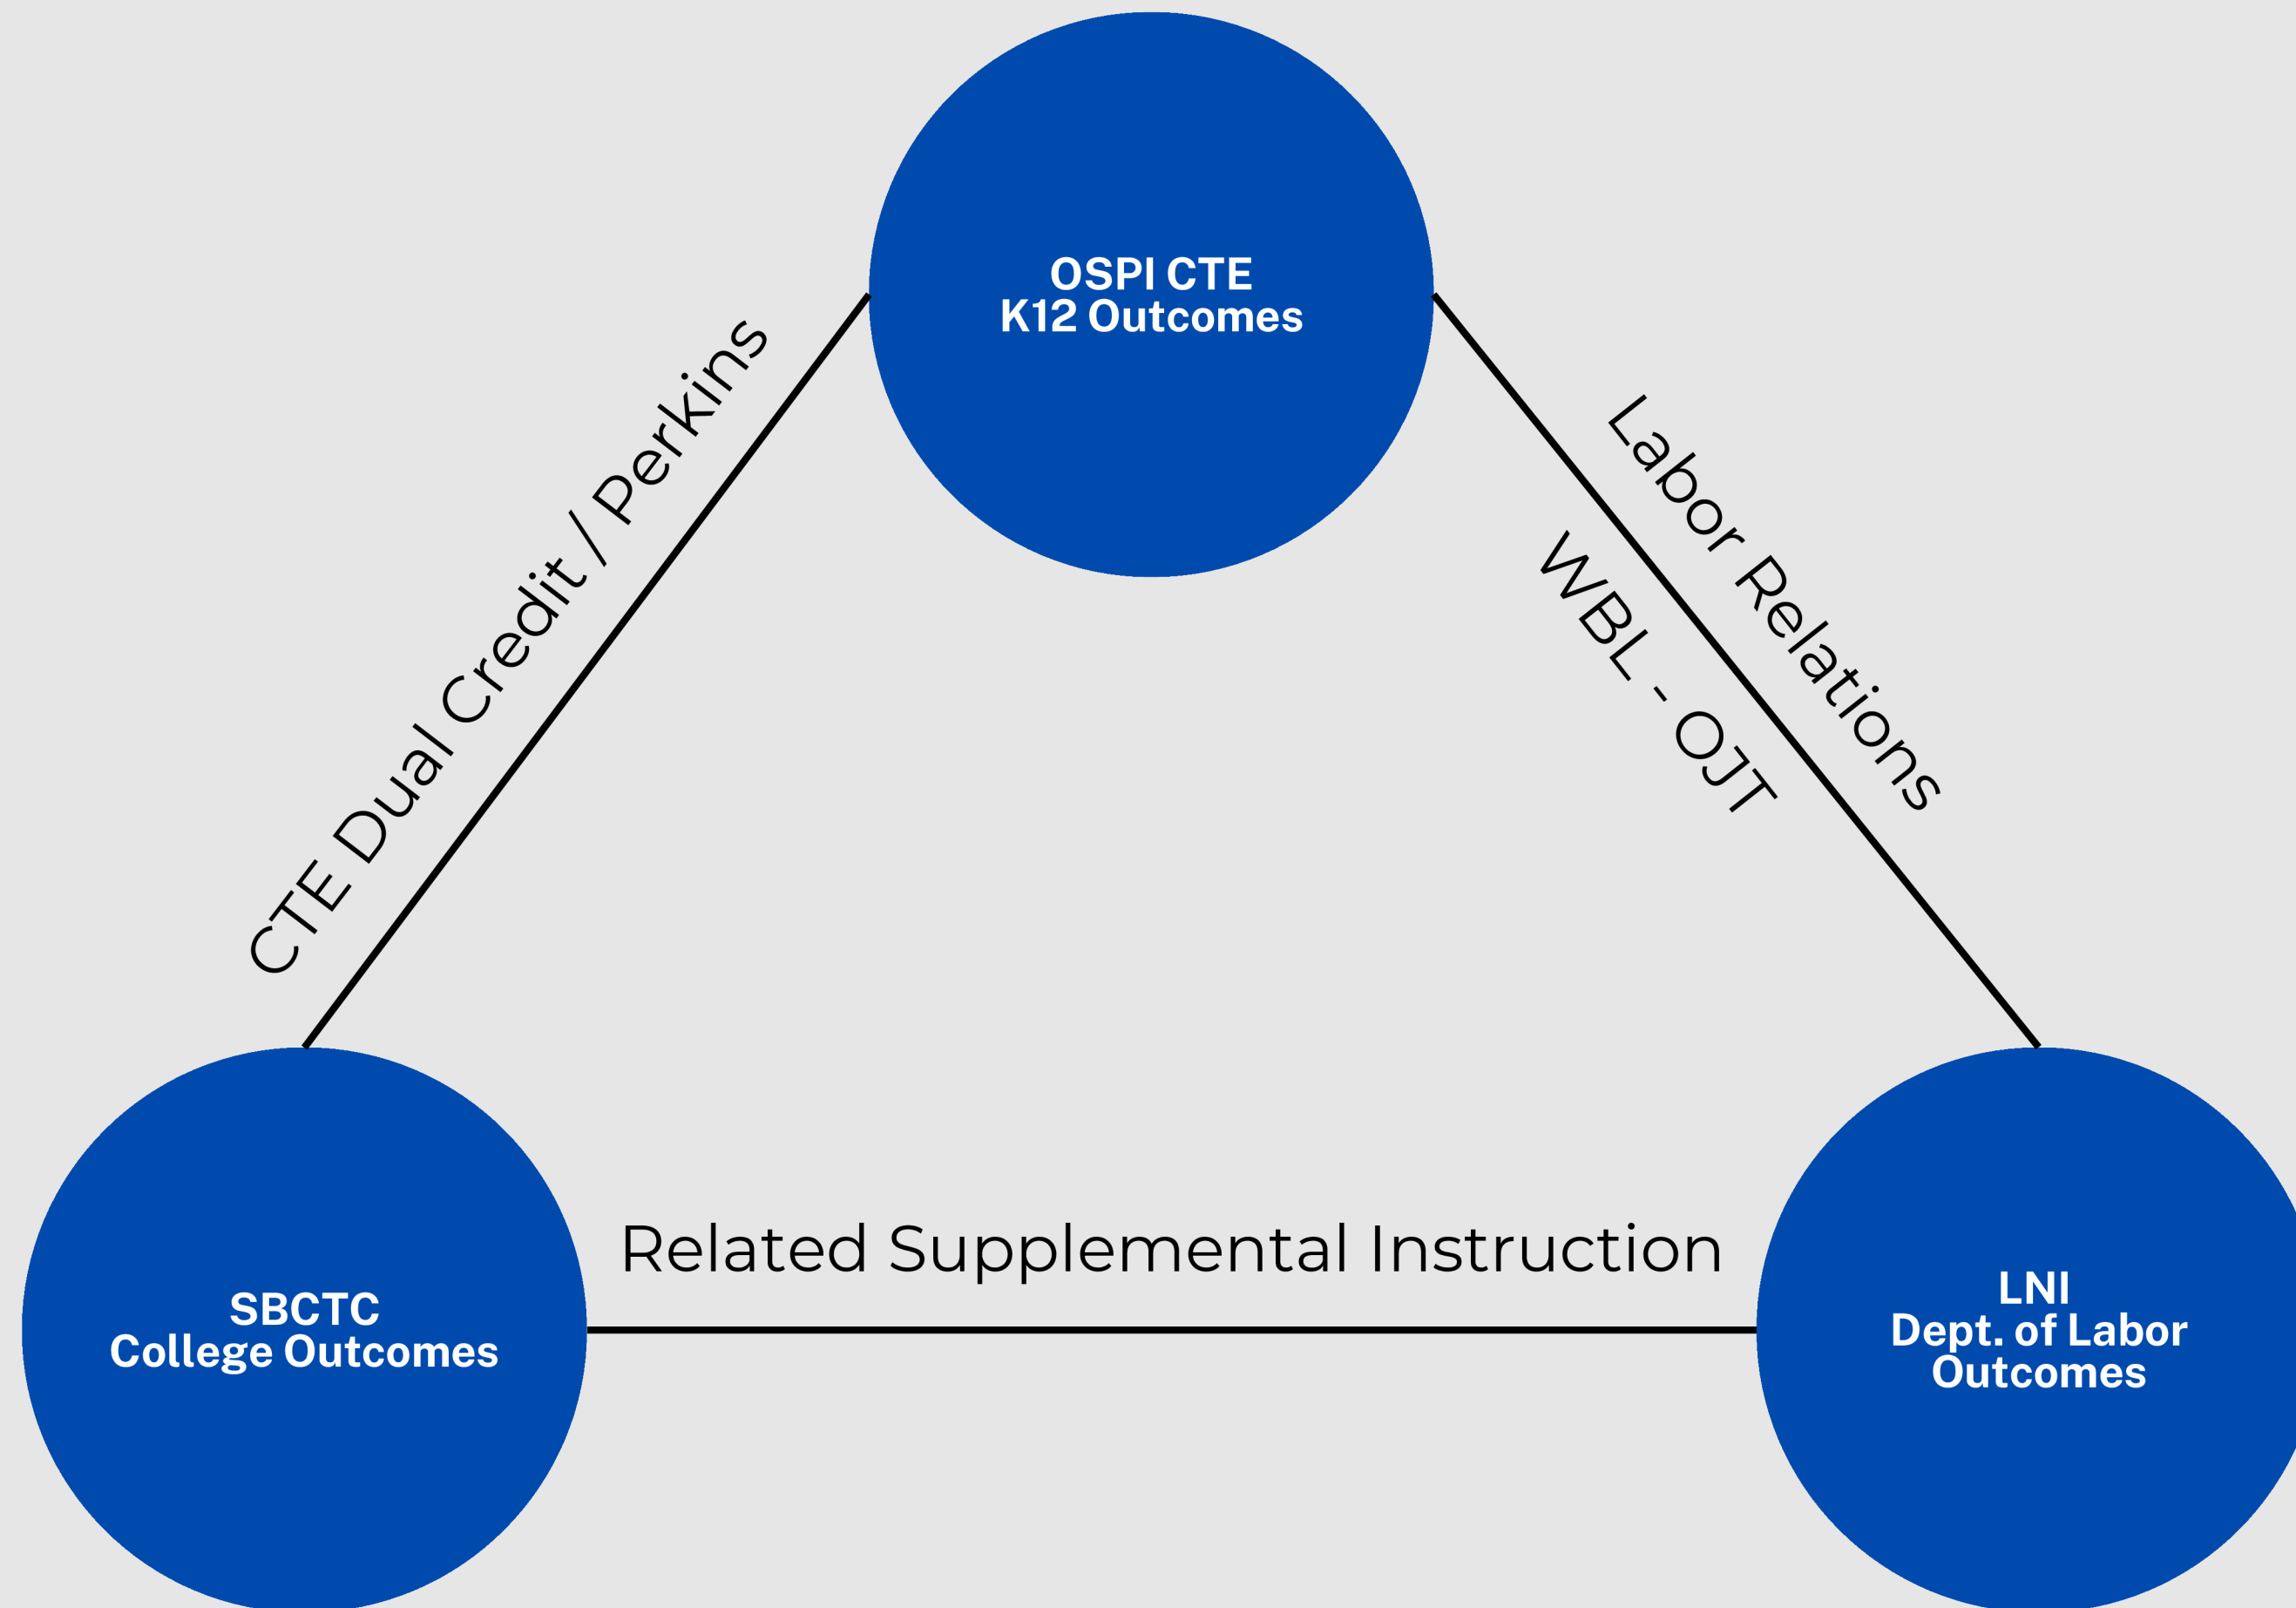 OSPI CTE
K12 Outcomes
CTE Dual Credit / Perkins
Labor Relations
WBL - OJT
Related Supplemental Instruction
SBCTC
College Outcomes
LNI
Dept. of Labor
Outcomes